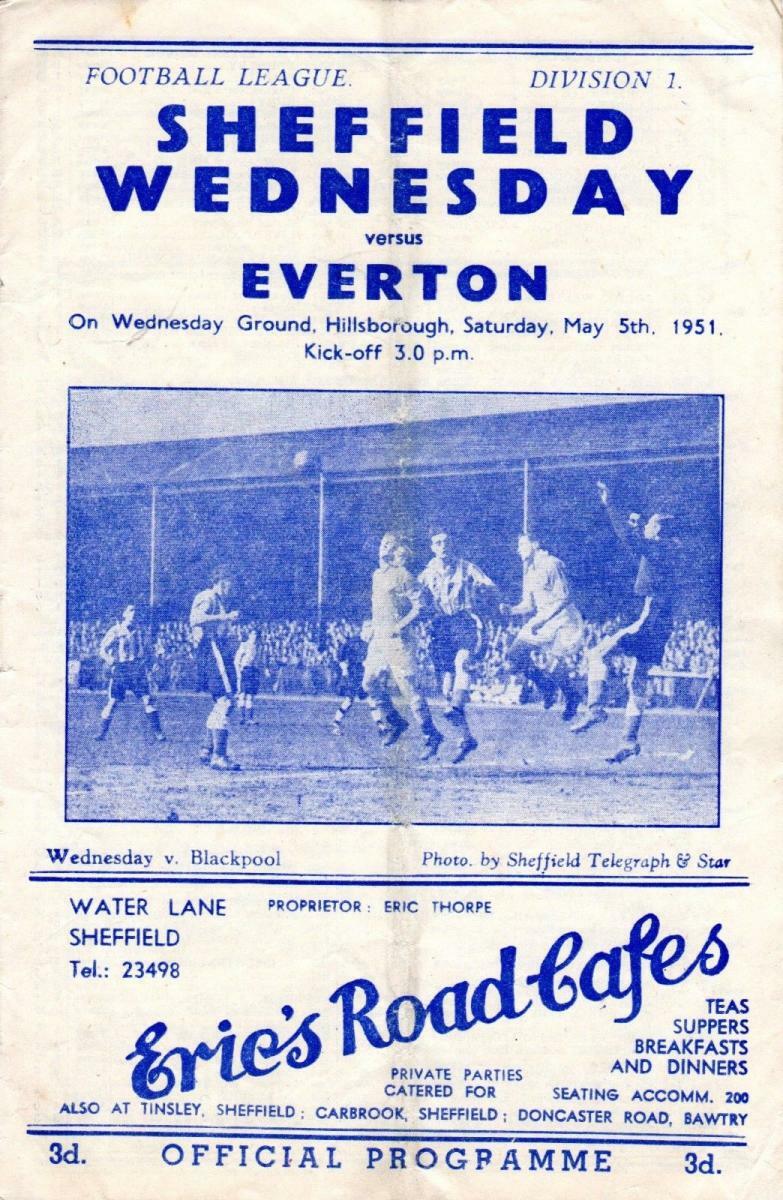 FOOTBALL LEAGUE. DIVISION 1.
SHEFFIELD
WEDNESDAY
versus
EVERTON
On Wednesday Ground, Hillsborough, Saturday, May 5th, 1951.
Kick-off 3.0 p.m.
Wednesday v. Blackpool Photo. by Sheffield Telegraph & Star
WATER LANE PROPRIETOR: ERIC THORPE
SHEFFIELD
Tel.: 23498
Eric's Road Cafes
TEAS
SUPPERS
BREAKFASTS
AND DINNERS
PRIVATE PARTIES
CATERED FOR
SEATING ACCOMM. 200
ALSO AT TINSLEY, SHEFFIELD; CARBROOK, SHEFFIELD; DONCASTER ROAD, BAWTRY
3d. OFFICIAL PROGRAMME 3d.